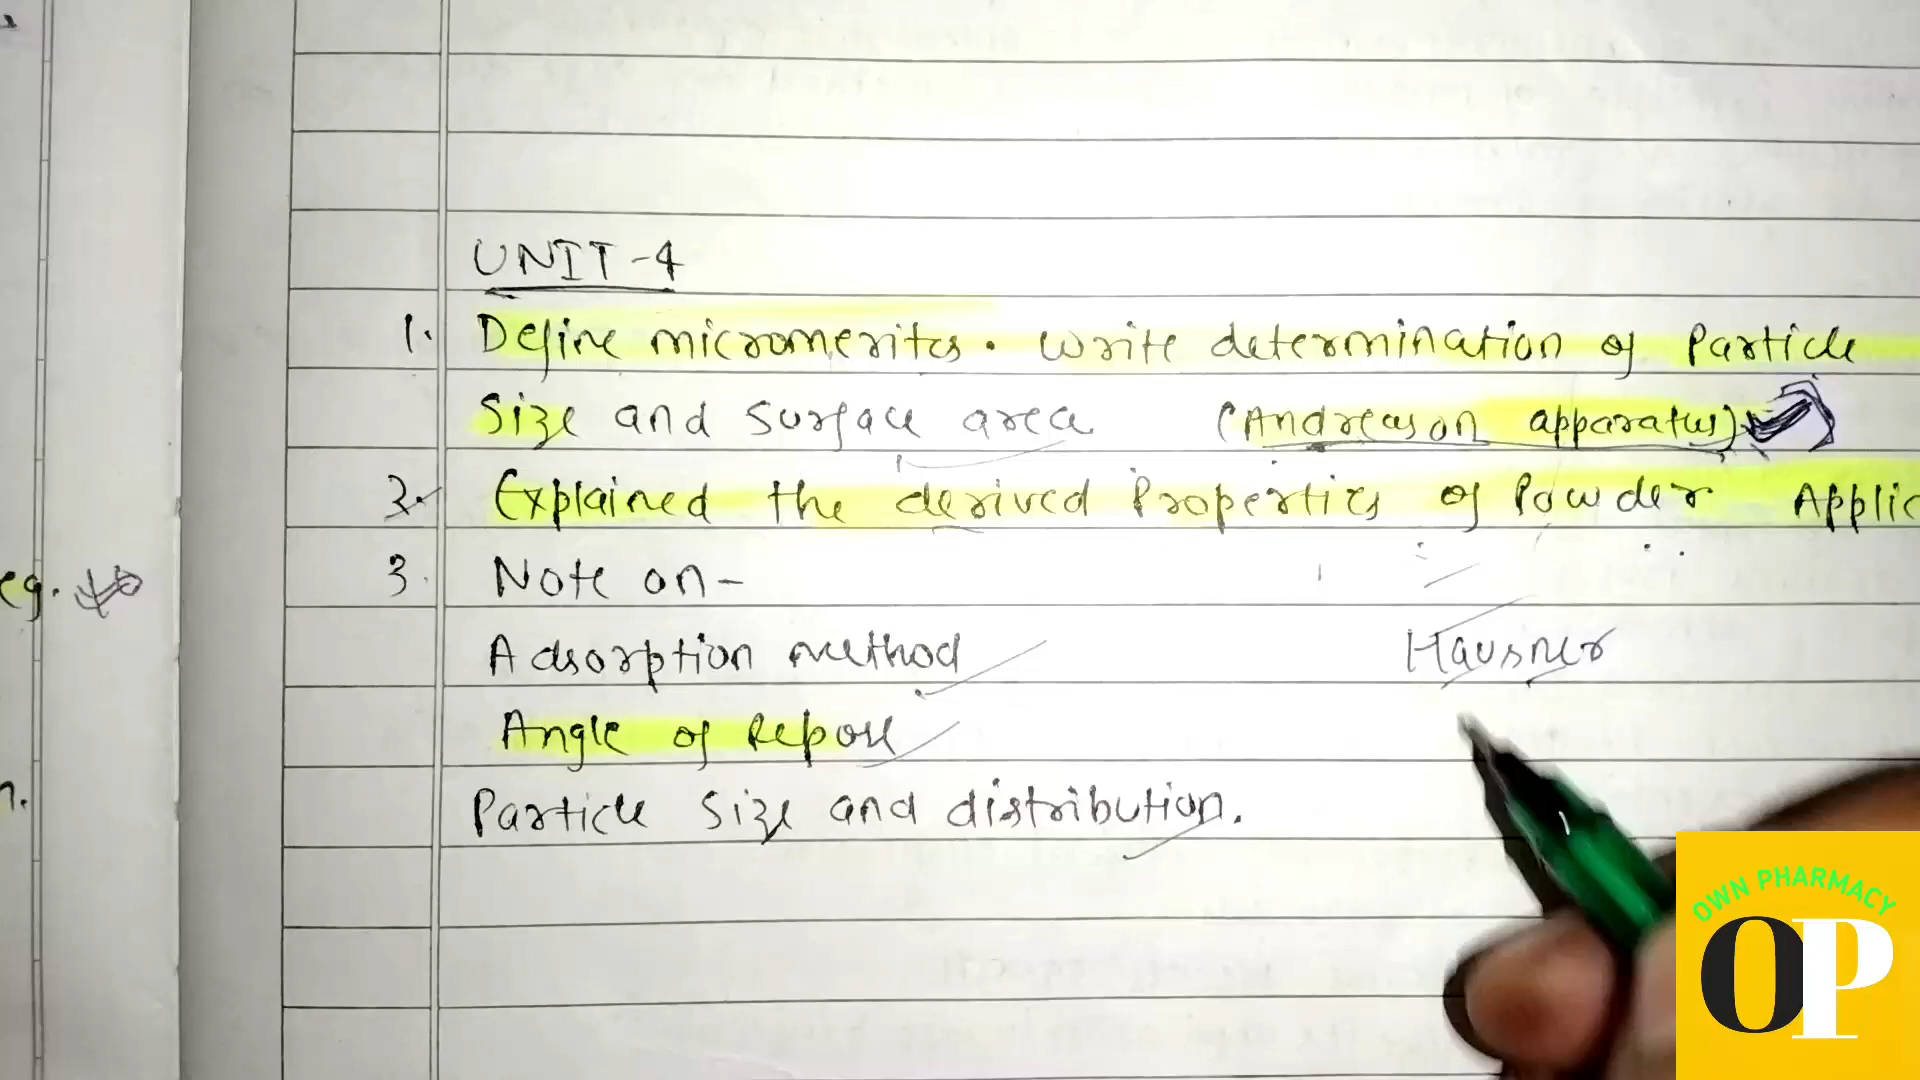 UNIT-4
1. Define micromeritcs. Write determination of Particle
Size and Surface area (Andreason apparatus)
2. Explained the derived Properties of Powder Applic
eg.
3. Note on-
Adsorption method
Hausner
Angle of Repose
Particle Size and distribution.
OWN PHARMACY
OP